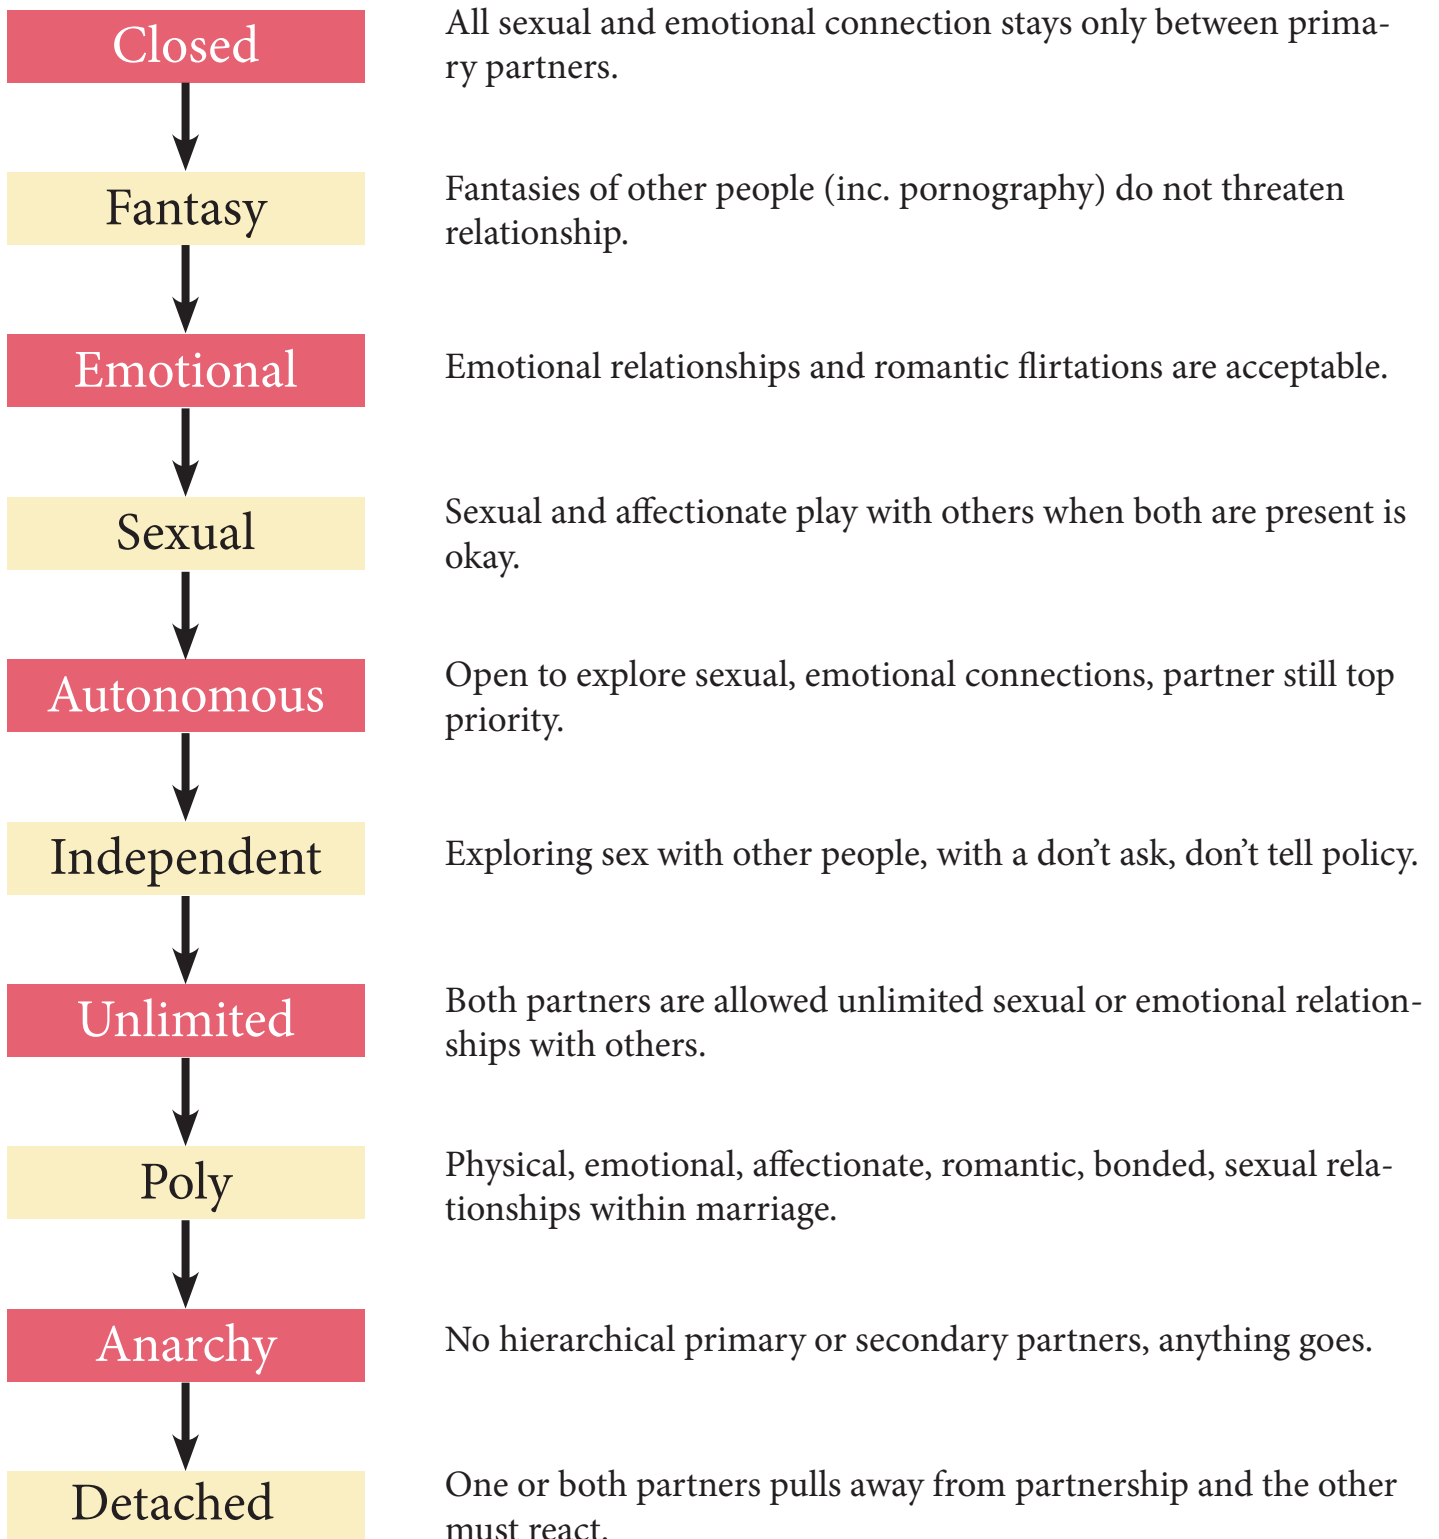 Closed
All sexual and emotional connection stays only between prima-
ry partners.
Fantasy
Fantasies of other people (inc. pornography) do not threaten
relationship.
Emotional
Emotional relationships and romantic flirtations are acceptable.
Sexual
Sexual and affectionate play with others when both are present is
okay.
Autonomous
Open to explore sexual, emotional connections, partner still top
priority.
Independent
Exploring sex with other people, with a don’t ask, don’t tell policy.
Unlimited
Both partners are allowed unlimited sexual or emotional relation-
ships with others.
Poly
Physical, emotional, affectionate, romantic, bonded, sexual rela-
tionships within marriage.
Anarchy
No hierarchical primary or secondary partners, anything goes.
Detached
One or both partners pulls away from partnership and the other
must react.